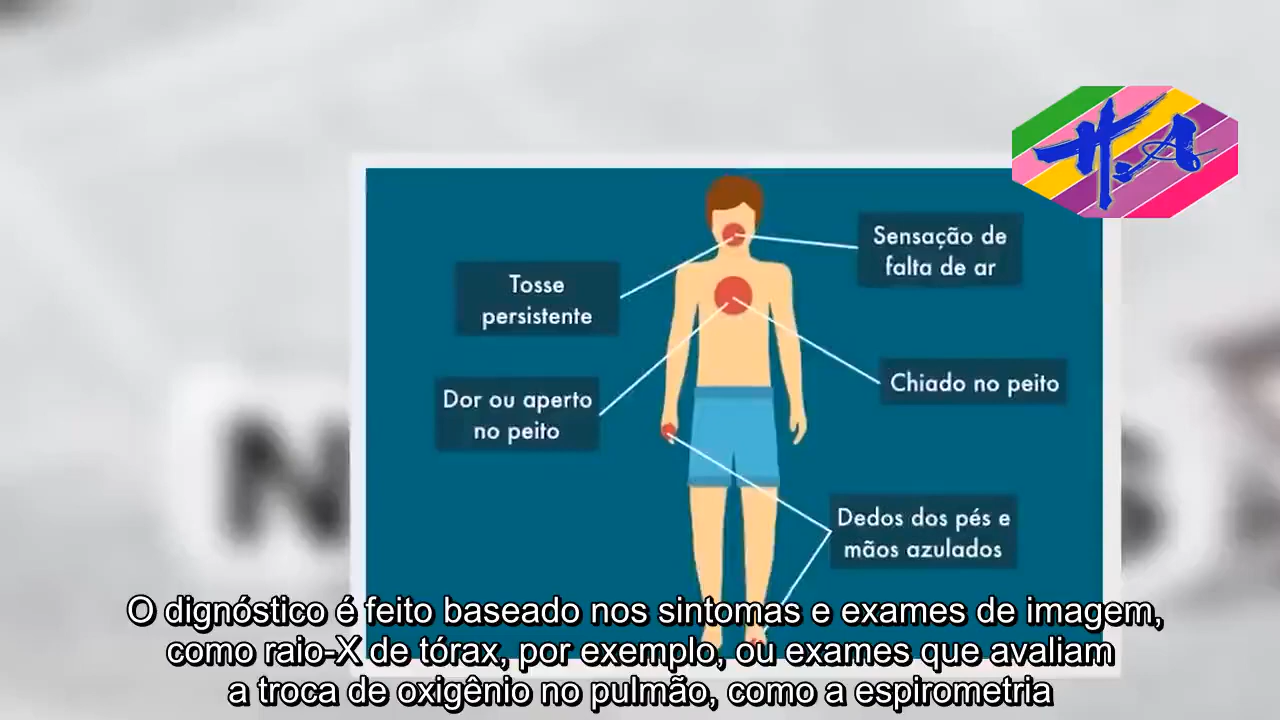 H.A
Sensação de
falta de ar
Tosse
persistente
Chiado no peito
Dor ou aperto
no peito
Dedos dos pés e
mãos azulados
O dignóstico é feito baseado nos sintomas e exames de imagem,
como raio-X de tórax, por exemplo, ou exames que avaliam
a troca de oxigênio no pulmão, como a espirometria